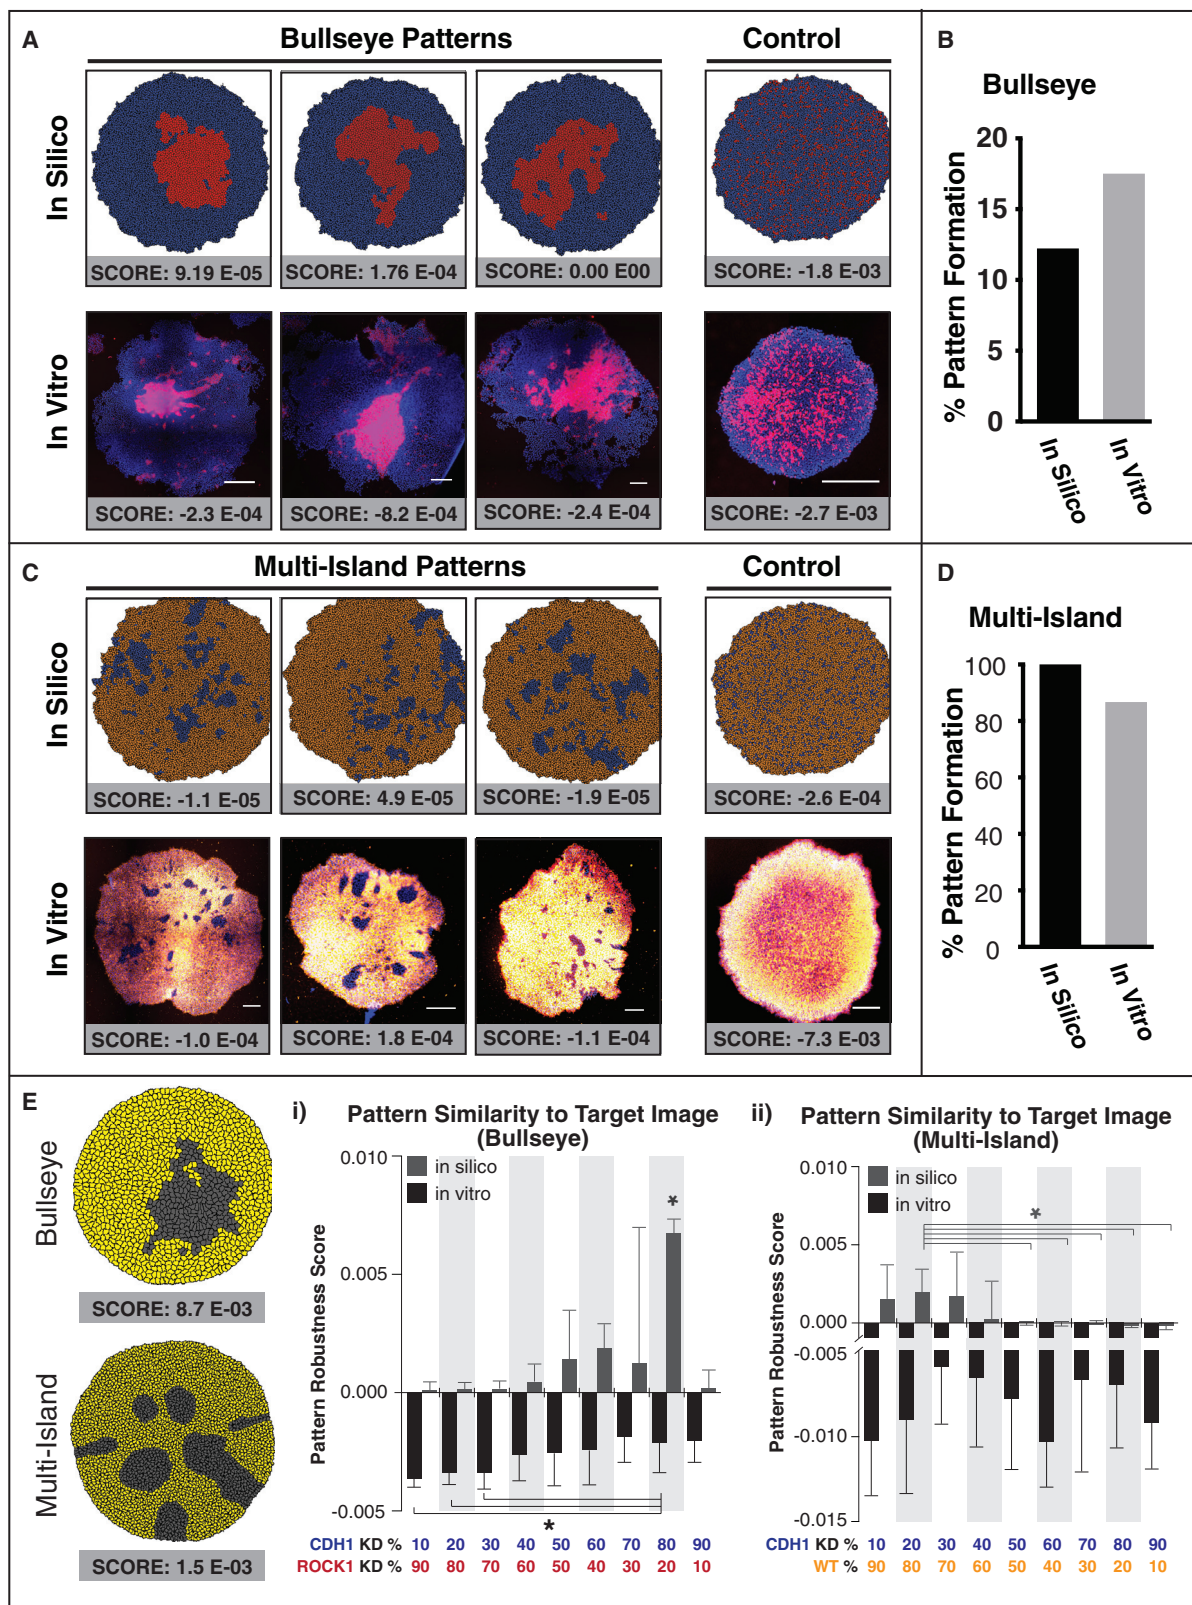 A
Bullseye Patterns
Control
In Silico
SCORE: 9.19 E-05
SCORE: 1.76 E-04
SCORE: 0.00 E00
SCORE: -1.8 E-03
In Vitro
SCORE: -2.3 E-04
SCORE: -8.2 E-04
SCORE: -2.4 E-04
SCORE: -2.7 E-03
B
Bullseye
% Pattern Formation
20
15
10
5
0
In Silico
In Vitro
C
Multi-Island Patterns
Control
In Silico
SCORE: -1.1 E-05
SCORE: 4.9 E-05
SCORE: -1.9 E-05
SCORE: -2.6 E-04
In Vitro
SCORE: -1.0 E-04
SCORE: 1.8 E-04
SCORE: -1.1 E-04
SCORE: -7.3 E-03
D
Multi-Island
% Pattern Formation
100
80
60
40
20
0
In Silico
In Vitro
E
Bullseye
SCORE: 8.7 E-03
Multi-Island
SCORE: 1.5 E-03
i)
Pattern Similarity to Target Image
(Bullseye)
Pattern Robustness Score
0.010
0.005
0.000
-0.005
in silico
in vitro
*
*
CDH1 KD % 10 20 30 40 50 60 70 80 90
ROCK1 KD % 90 80 70 60 50 40 30 20 10
ii)
Pattern Similarity to Target Image
(Multi-Island)
Pattern Robustness Score
0.010
0.005
0.000
-0.005
-0.010
-0.015
in silico
in vitro
*
CDH1 KD % 10 20 30 40 50 60 70 80 90
WT % 90 80 70 60 50 40 30 20 10